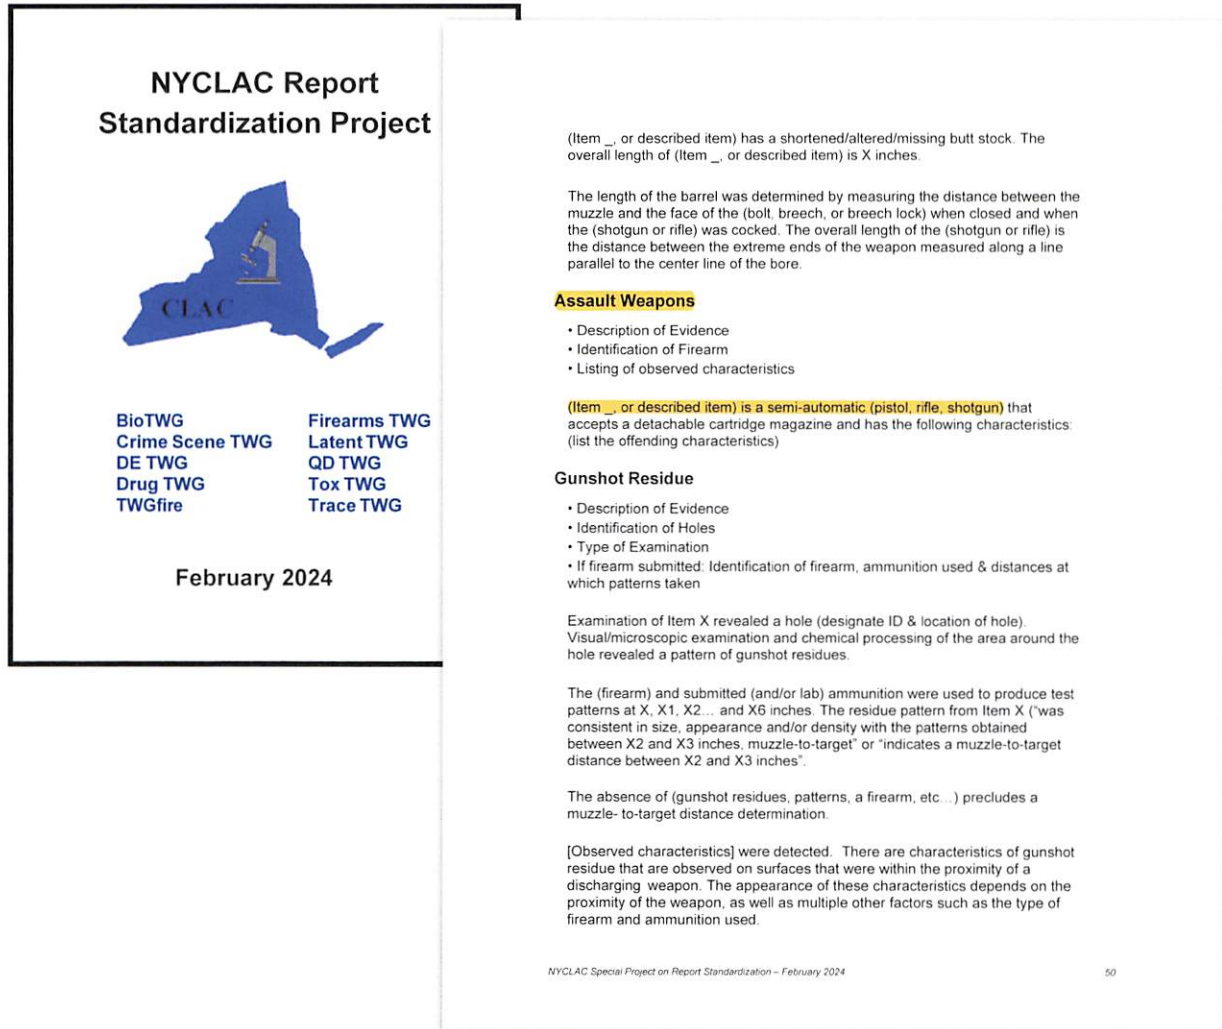 NYCLAC Report
Standardization Project
CLAC
BioTWG
Crime Scene TWG
DE TWG
Drug TWG
TWGfire
Firearms TWG
Latent TWG
QD TWG
Tox TWG
Trace TWG
February 2024
(Item _, or described item) has a shortened/altered/missing butt stock. The
overall length of (Item _, or described item) is X inches.
The length of the barrel was determined by measuring the distance between the
muzzle and the face of the (bolt, breech, or breech lock) when closed and when
the (shotgun or rifle) was cocked. The overall length of the (shotgun or rifle) is
the distance between the extreme ends of the weapon measured along a line
parallel to the center line of the bore.
Assault Weapons
• Description of Evidence
• Identification of Firearm
• Listing of observed characteristics
(Item _, or described item) is a semi-automatic (pistol, rifle, shotgun) that
accepts a detachable cartridge magazine and has the following characteristics:
(list the offending characteristics)
Gunshot Residue
• Description of Evidence
• Identification of Holes
• Type of Examination
• If firearm submitted: Identification of firearm, ammunition used & distances at
which patterns taken
Examination of Item X revealed a hole (designate ID & location of hole).
Visual/microscopic examination and chemical processing of the area around the
hole revealed a pattern of gunshot residues.
The (firearm) and submitted (and/or lab) ammunition were used to produce test
patterns at X, X1, X2... and X6 inches. The residue pattern from Item X ("was
consistent in size, appearance and/or density with the patterns obtained
between X2 and X3 inches, muzzle-to-target" or "indicates a muzzle-to-target
distance between X2 and X3 inches".
The absence of (gunshot residues, patterns, a firearm, etc...) precludes a
muzzle- to-target distance determination.
[Observed characteristics] were detected.  There are characteristics of gunshot
residue that are observed on surfaces that were within the proximity of a
discharging weapon. The appearance of these characteristics depends on the
proximity of the weapon, as well as multiple other factors such as the type of
firearm and ammunition used.
NYCLAC Special Project on Report Standardization – February 2024
50